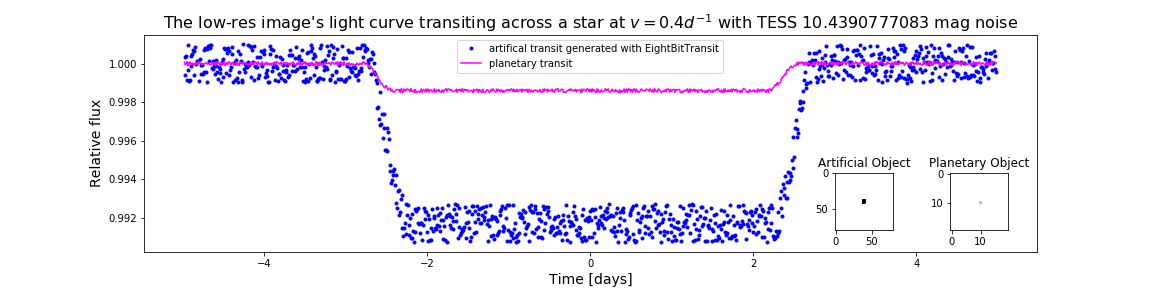 The low-res image's light curve transiting across a star at v = 0.4d⁻¹ with TESS 10.4390777083 mag noise
artifical transit generated with EightBitTransit
planetary transit
Relative flux
1.000
0.998
0.996
0.994
0.992
−4
−2
0
2
4
Time [days]
Artificial Object
0
50
0
50
Planetary Object
0
10
0
10